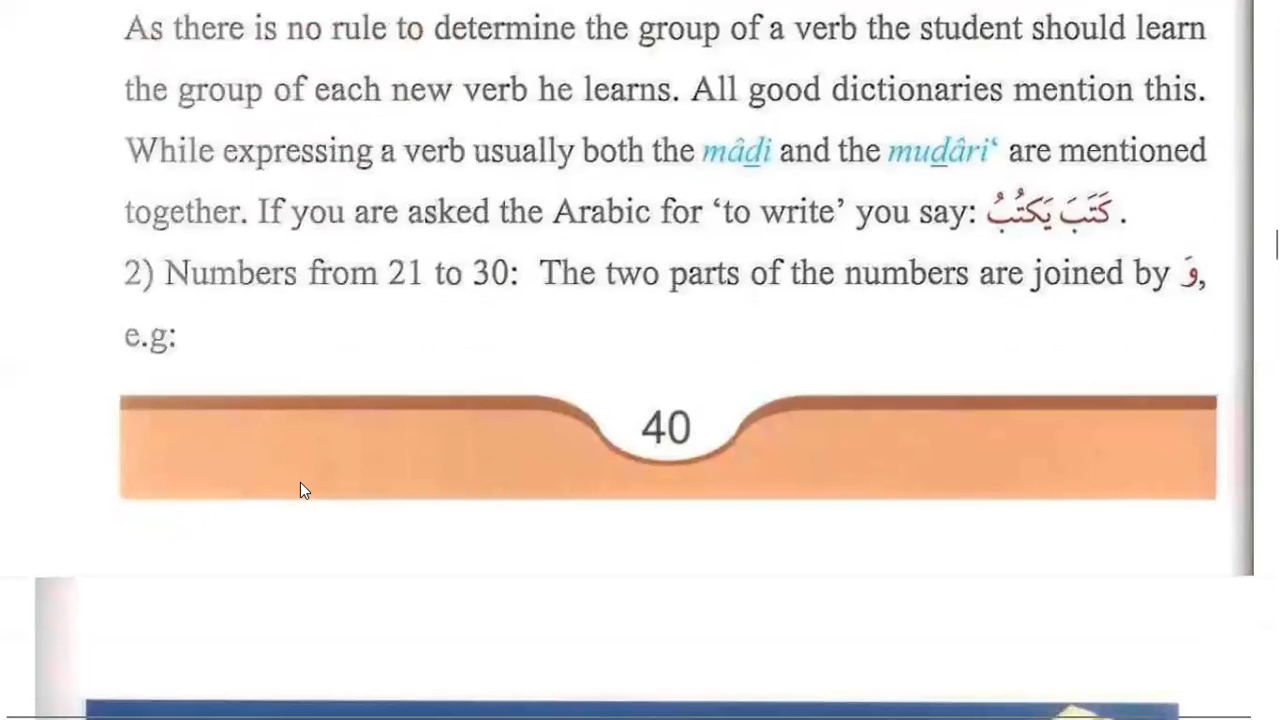 As there is no rule to determine the group of a verb the student should learn
the group of each new verb he learns. All good dictionaries mention this.
While expressing a verb usually both the mâḏi and the muḏâri‘ are mentioned
together. If you are asked the Arabic for ‘to write’ you say: كَتَبَ يَكتُبُ .
2) Numbers from 21 to 30: The two parts of the numbers are joined by وَ,
e.g:
40